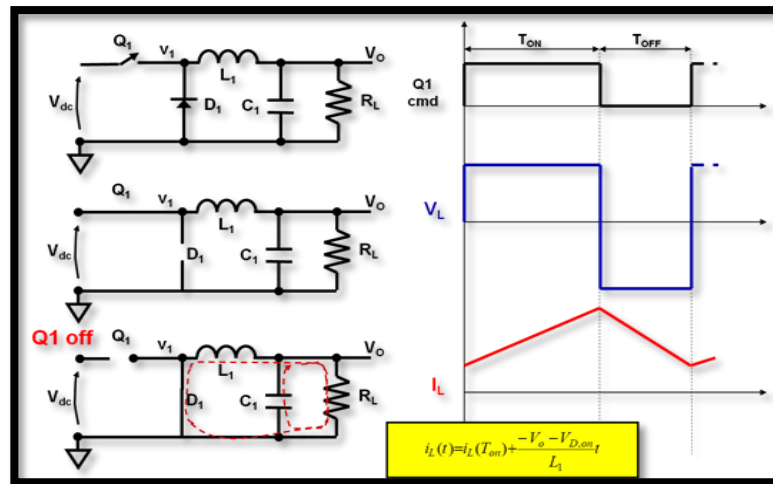 Q1
V1
L1
VO
Vdc
D1
C1
RL
Q1
V1
L1
VO
Vdc
D1
C1
RL
Q1 off
Q1
V1
L1
VO
Vdc
D1
C1
RL
TON
TOFF
Q1
cmd
VL
IL
iL(t)=iL(Ton)+(-Vo-VD,on)/L1 t